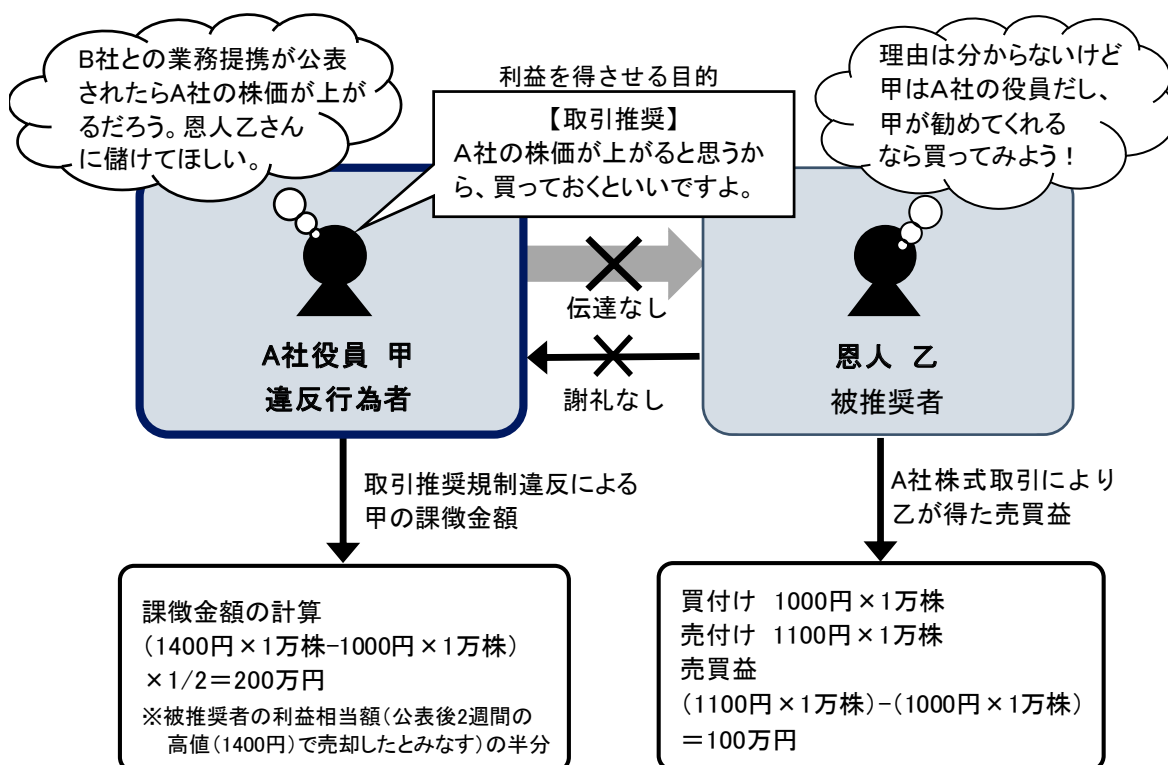 B社との業務提携が公表
されたらA社の株価が上が
るだろう。恩人乙さん
に儲けてほしい。
利益を得させる目的
【取引推奨】
A社の株価が上がると思うか
ら、買っておくといいですよ。
理由は分からないけど
甲はA社の役員だし、
甲が勧めてくれる
なら買ってみよう！
伝達なし
謝礼なし
A社役員 甲
違反行為者
恩人 乙
被推奨者
取引推奨規制違反による
甲の課徴金額
A社株式取引により
乙が得た売買益
課徴金額の計算
(1400円×1万株-1000円×1万株)
×1/2＝200万円
※被推奨者の利益相当額(公表後2週間の
高値(1400円)で売却したとみなす)の半分
買付け 1000円×1万株
売付け 1100円×1万株
売買益
(1100円×1万株)-(1000円×1万株)
＝100万円